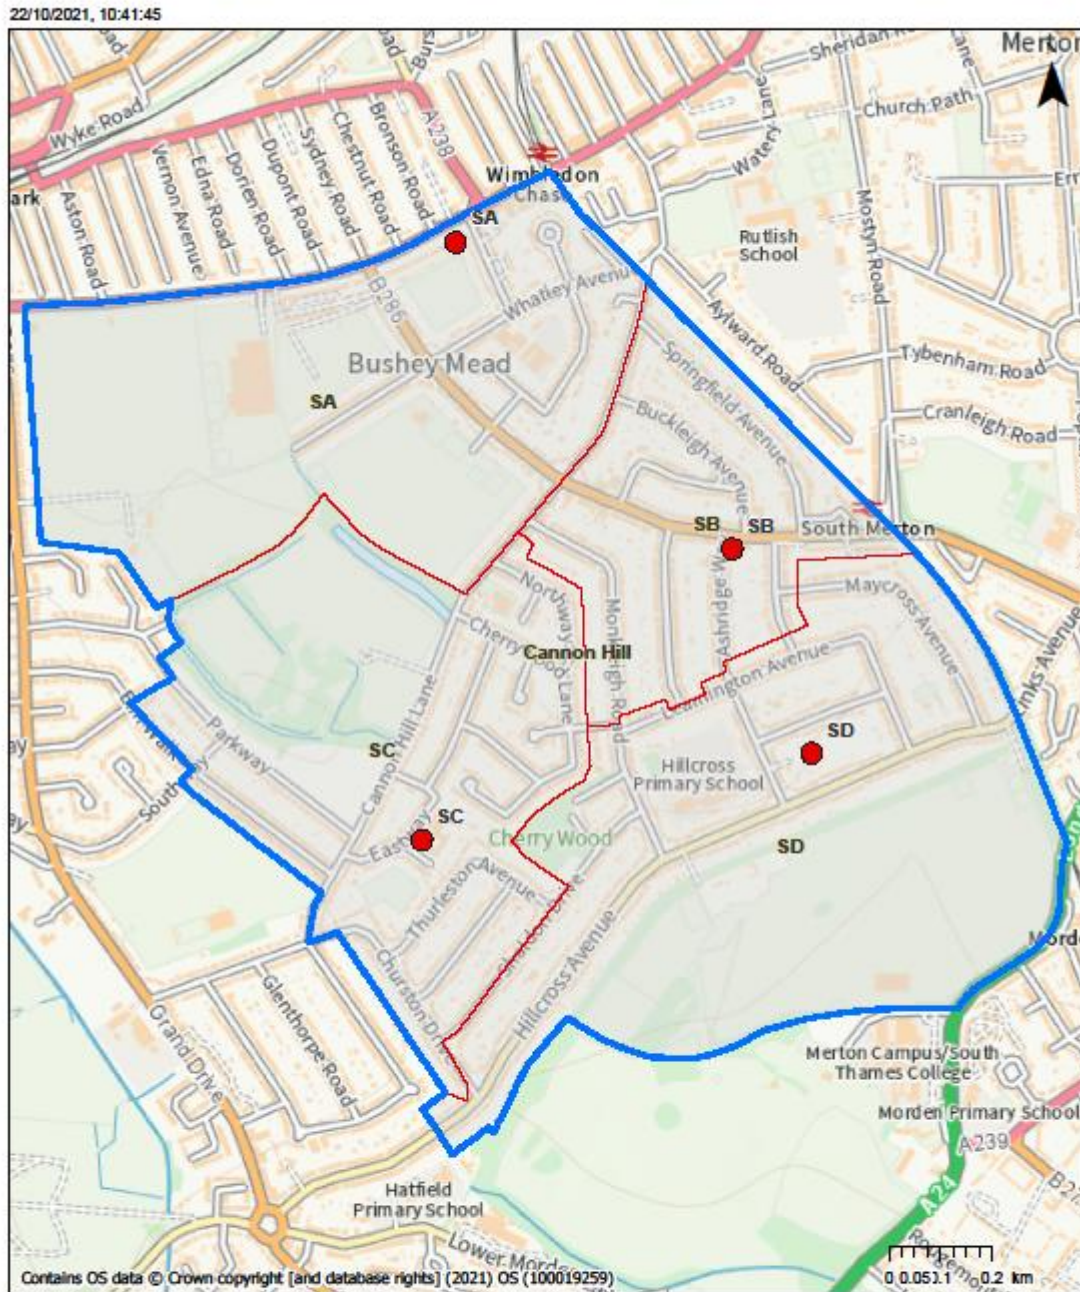 22/10/2021, 10:41:45
Sheridan
Merton
Wyke Road
A238
Church Path
Watery Lane
Wimbledon
Chase
Vernon Avenue
Edna Road
Dorien Road
Dupont Road
Sydney Road
Chestnut Road
Bronson Road
Aston Road
SA
Rutlish
School
Mostyn Road
B286
Whatley Avenue
Aylward Road
Bushey Mead
Springfield Avenue
Tybenham Road
SA
Buckleigh Avenue
Cranleigh Road
SB
SB
South Merton
Northway
Monkleigh Road
Maycross Avenue
Cannon Hill
Leamington Avenue
Cannon Hill Lane
Parkway
SC
SD
Hillcross
Primary School
SC
Eastway
Cherry Wood
SD
Thurleston Avenue
Hillcross Avenue
Glenthorpe Road
Grand Drive
Merton Campus/South
Thames College
Morden Primary School
A239
A24
Hatfield
Primary School
Lower Morden
Contains OS data © Crown copyright [and database rights] (2021) OS (100019259)
0.2 km